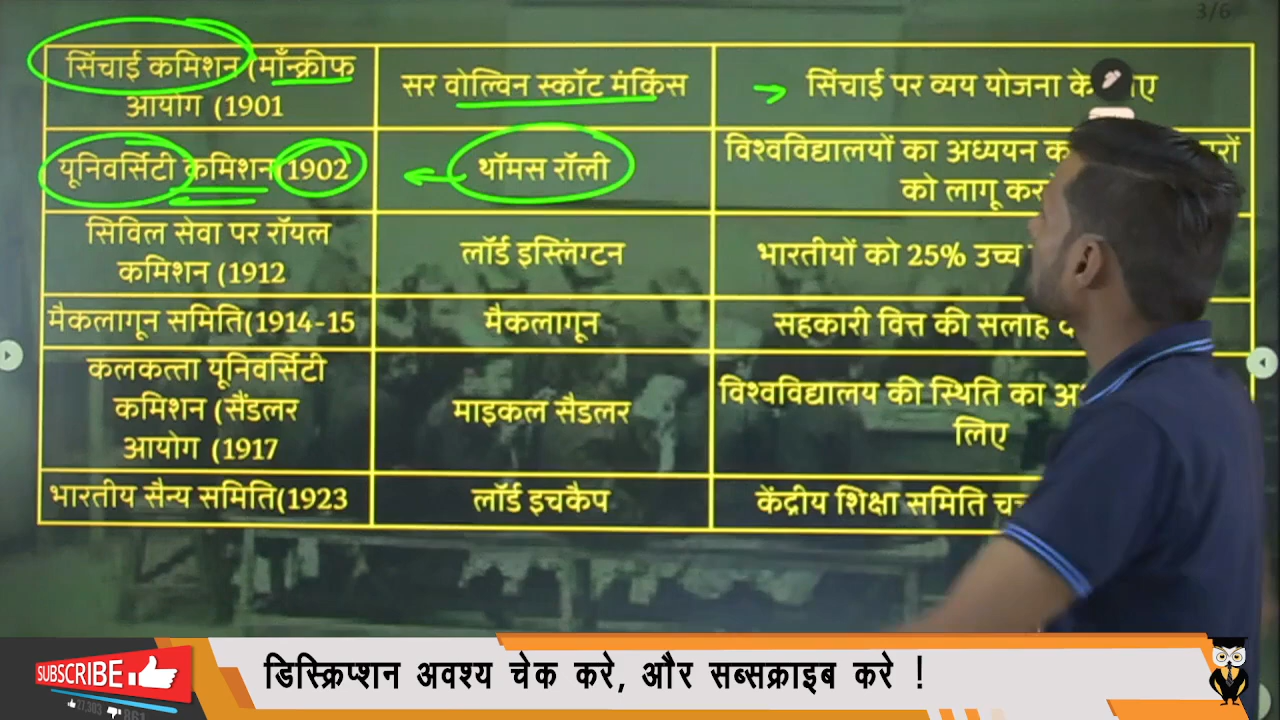 3/6
सिंचाई कमिशन (मॉन्क्रीफ
आयोग (1901
सर वोल्विन स्कॉट मंकिंस
सिंचाई पर व्यय योजना के
यूनिवर्सिटी कमिशन 1902
थॉमस रॉली
विश्वविद्यालयों का अध्ययन
को लागू
सिविल सेवा पर रॉयल
कमिशन (1912
लॉर्ड इस्लिंग्टन
भारतीयों को 25% उच्च
मैकलागून समिति(1914-15
मैकलागून
सहकारी वित्त की सलाह
कलकत्ता यूनिवर्सिटी
कमिशन (सैंडलर
आयोग (1917
माइकल सैडलर
विश्वविद्यालय की स्थिति का
लिए
भारतीय सैन्य समिति(1923
लॉर्ड इचकैप
केंद्रीय शिक्षा समिति
SUBSCRIBE
27,383
861
डिस्क्रिप्शन अवश्य चेक करे, और सब्सक्राइब करे !